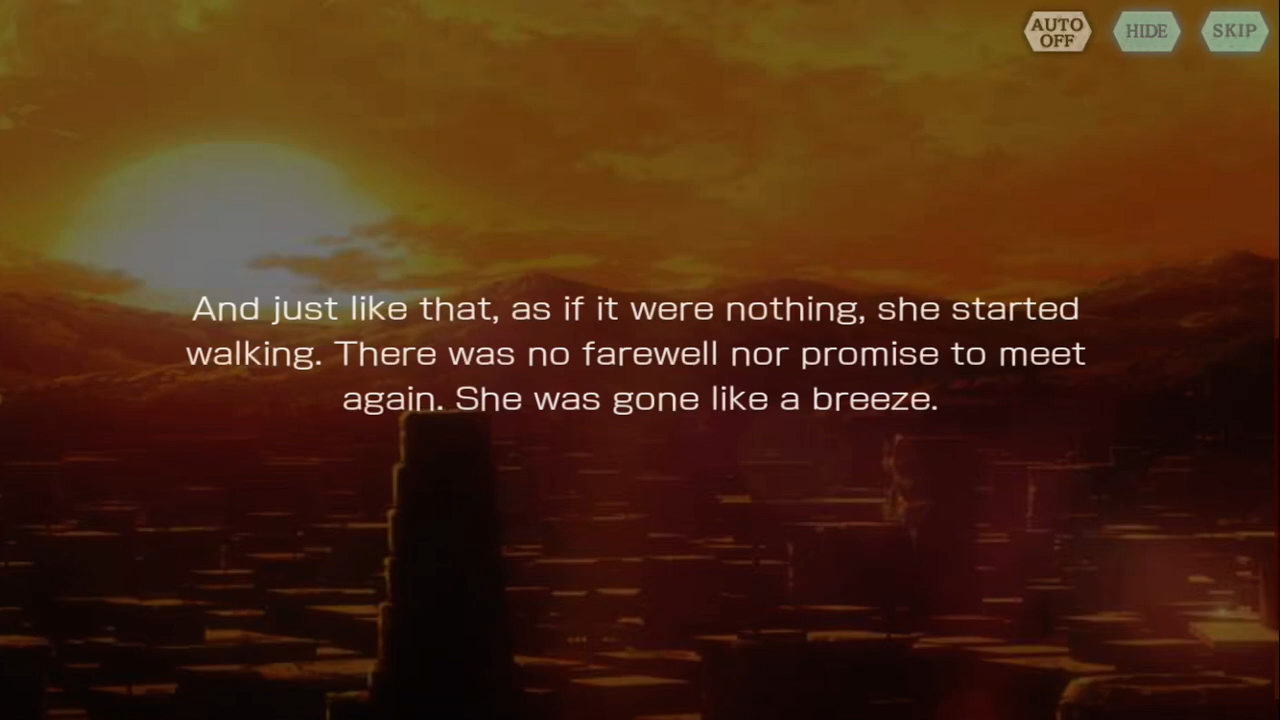 AUTO
OFF
HIDE
SKIP
And just like that, as if it were nothing, she started
walking. There was no farewell nor promise to meet
again. She was gone like a breeze.